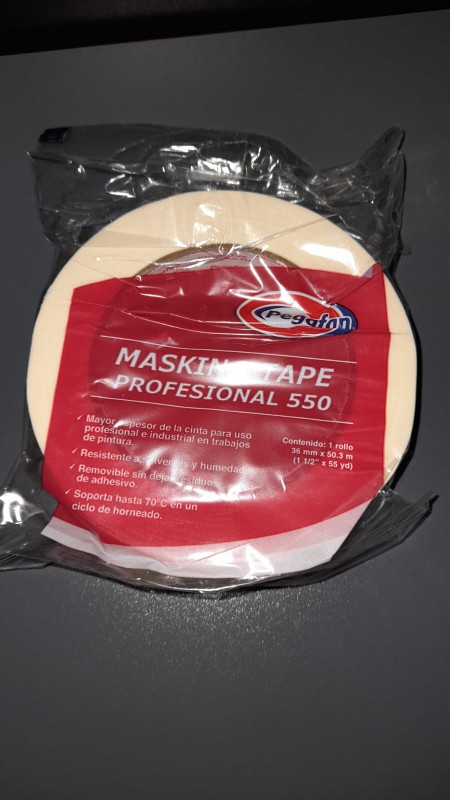 Pegafan
MASKING TAPE
PROFESIONAL 550
✓ Mayor espesor de la cinta para uso
profesional e industrial en trabajos
de pintura.
✓ Resistente a solventes y humedad.
✓ Removible sin dejar residuos
de adhesivo.
✓ Soporta hasta 70°C en un
ciclo de horneado.
Contenido: 1 rollo
36 mm x 50.3 m
(1 1/2" x 55 yd)